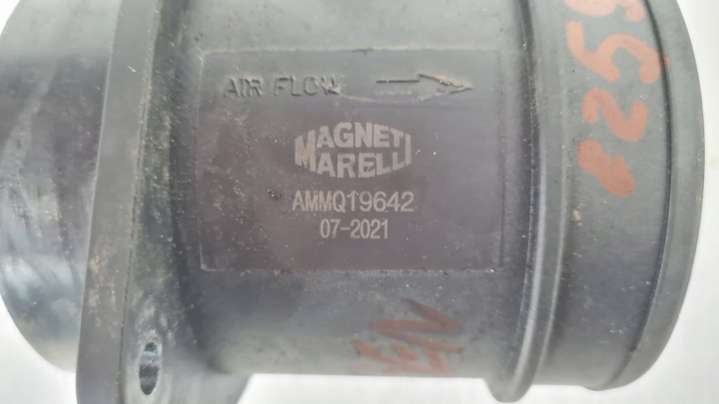 AIR FLOW
MAGNETI
MARELLI
AMMQ19642
07-2021